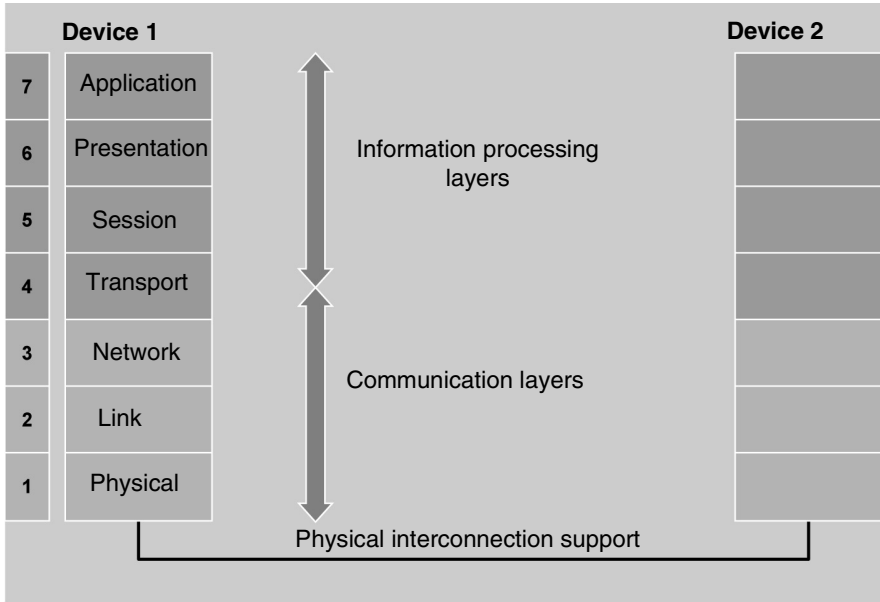 Device 1
Device 2
7
Application
6
Presentation
5
Session
4
Transport
3
Network
2
Link
1
Physical
Information processing
layers
Communication layers
Physical interconnection support